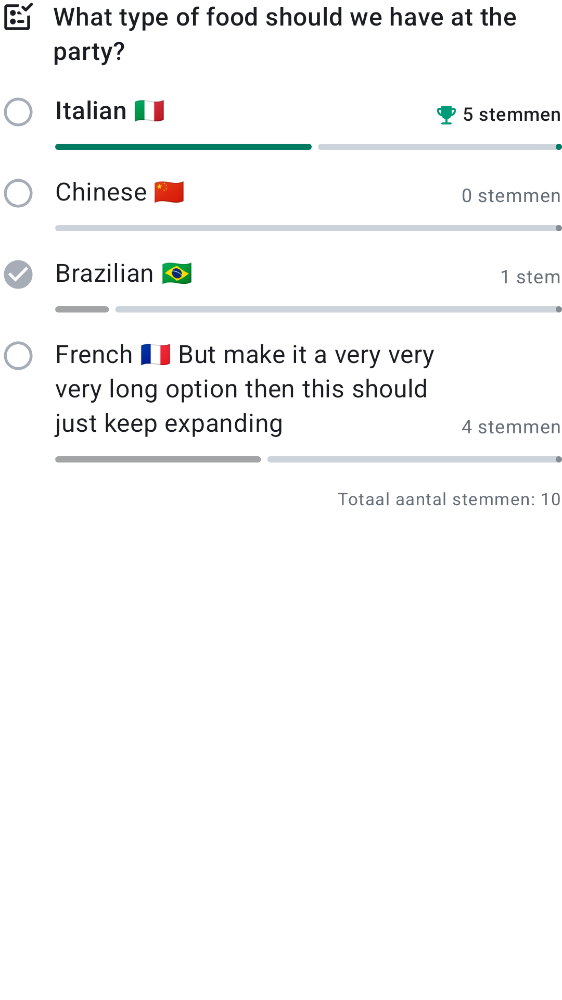 What type of food should we have at the
party?
Italian 🇮🇹
5 stemmen
Chinese 🇨🇳
0 stemmen
Brazilian 🇧🇷
1 stem
French 🇫🇷 But make it a very very
very long option then this should
just keep expanding
4 stemmen
Totaal aantal stemmen: 10